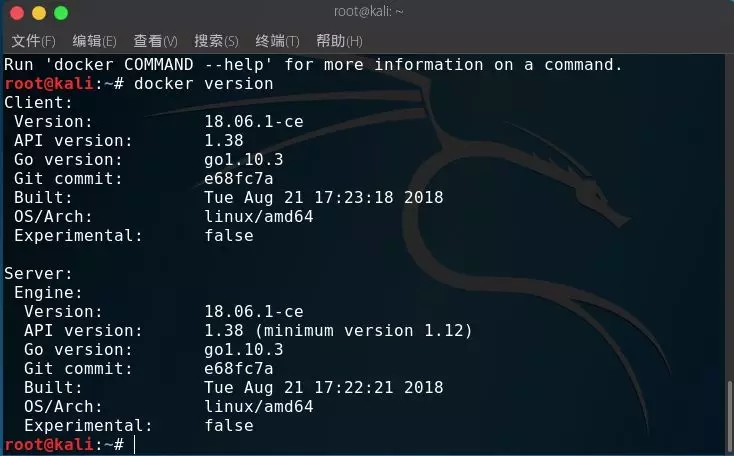 root@kali: ~
文件(F) 编辑(E) 查看(V) 搜索(S) 终端(T) 帮助(H)
Run 'docker COMMAND --help' for more information on a command.
root@kali:~# docker version
Client:
 Version:           18.06.1-ce
 API version:       1.38
 Go version:        go1.10.3
 Git commit:        e68fc7a
 Built:             Tue Aug 21 17:23:18 2018
 OS/Arch:           linux/amd64
 Experimental:      false

Server:
 Engine:
  Version:          18.06.1-ce
  API version:      1.38 (minimum version 1.12)
  Go version:       go1.10.3
  Git commit:       e68fc7a
  Built:            Tue Aug 21 17:22:21 2018
  OS/Arch:          linux/amd64
  Experimental:     false
root@kali:~#